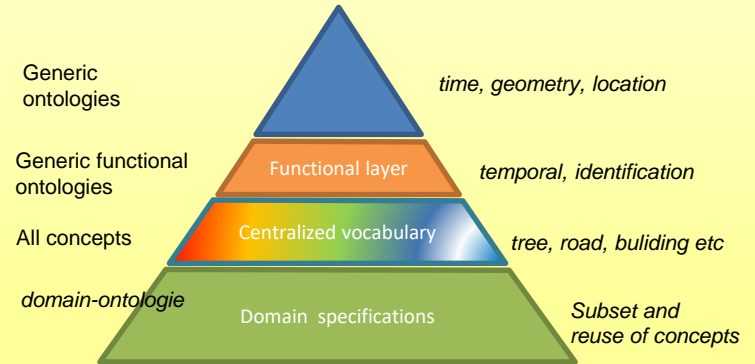 Generic
ontologies
time, geometry, location
Generic functional
ontologies
Functional layer
temporal, identification
All concepts
Centralized vocabulary
tree, road, buliding etc
domain-ontologie
Domain specifications
Subset and
reuse of concepts